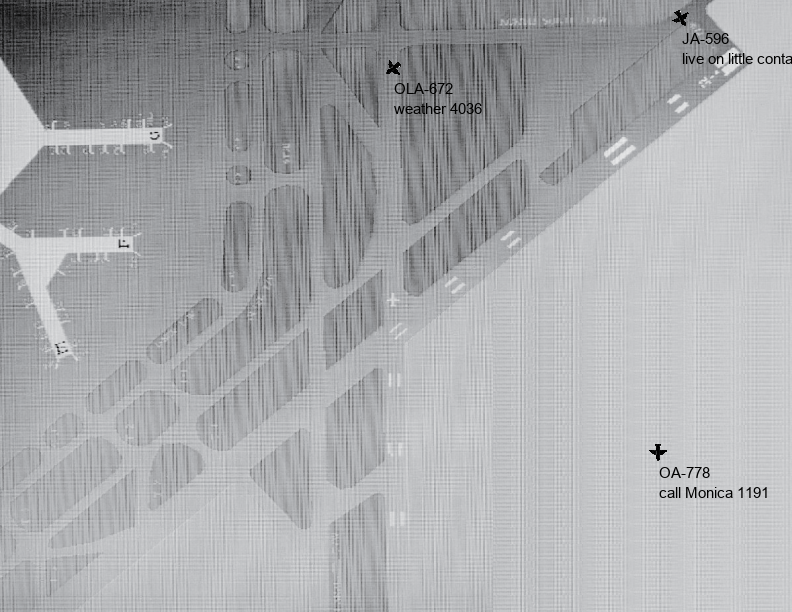 JA-596
live on little conta
OLA-672
weather 4036
G
F
E
OA-778
call Monica 1191